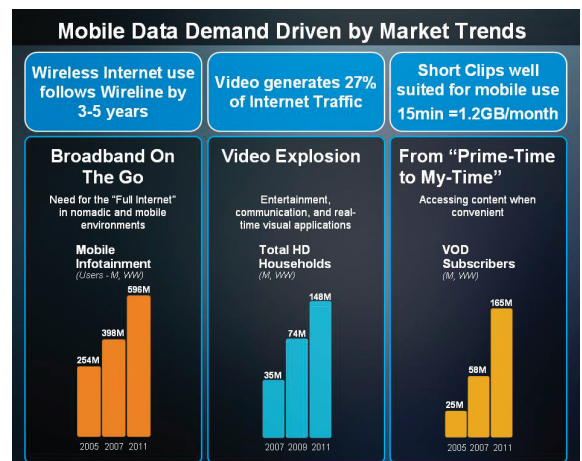 Mobile Data Demand Driven by Market Trends
Wireless Internet use
follows Wireline by
3-5 years
Video generates 27%
of Internet Traffic
Short Clips well
suited for mobile use
15min =1.2GB/month
Broadband On
The Go
Need for the "Full Internet"
in nomadic and mobile
environments
Mobile
Infotainment
(Users - M, WW)
596M
398M
254M
2005 2007 2011
Video Explosion
Entertainment,
communication, and real-
time visual applications
Total HD
Households
(M, WW)
148M
74M
35M
2007 2009 2011
From “Prime-Time
to My-Time”
Accessing content when
convenient
VOD
Subscribers
(M, WW)
165M
58M
25M
2005 2007 2011